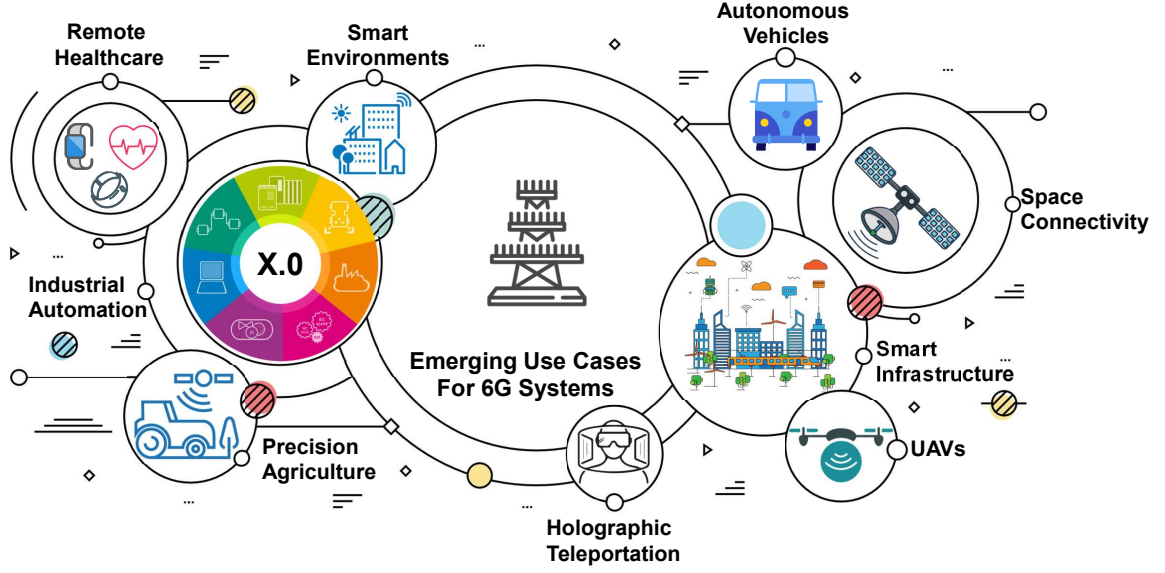 Remote
Healthcare
Smart
Environments
Autonomous
Vehicles
Space
Connectivity
Industrial
Automation
X.0
Emerging Use Cases
For 6G Systems
Smart
Infrastructure
Precision
Agriculture
UAVs
Holographic
Teleportation